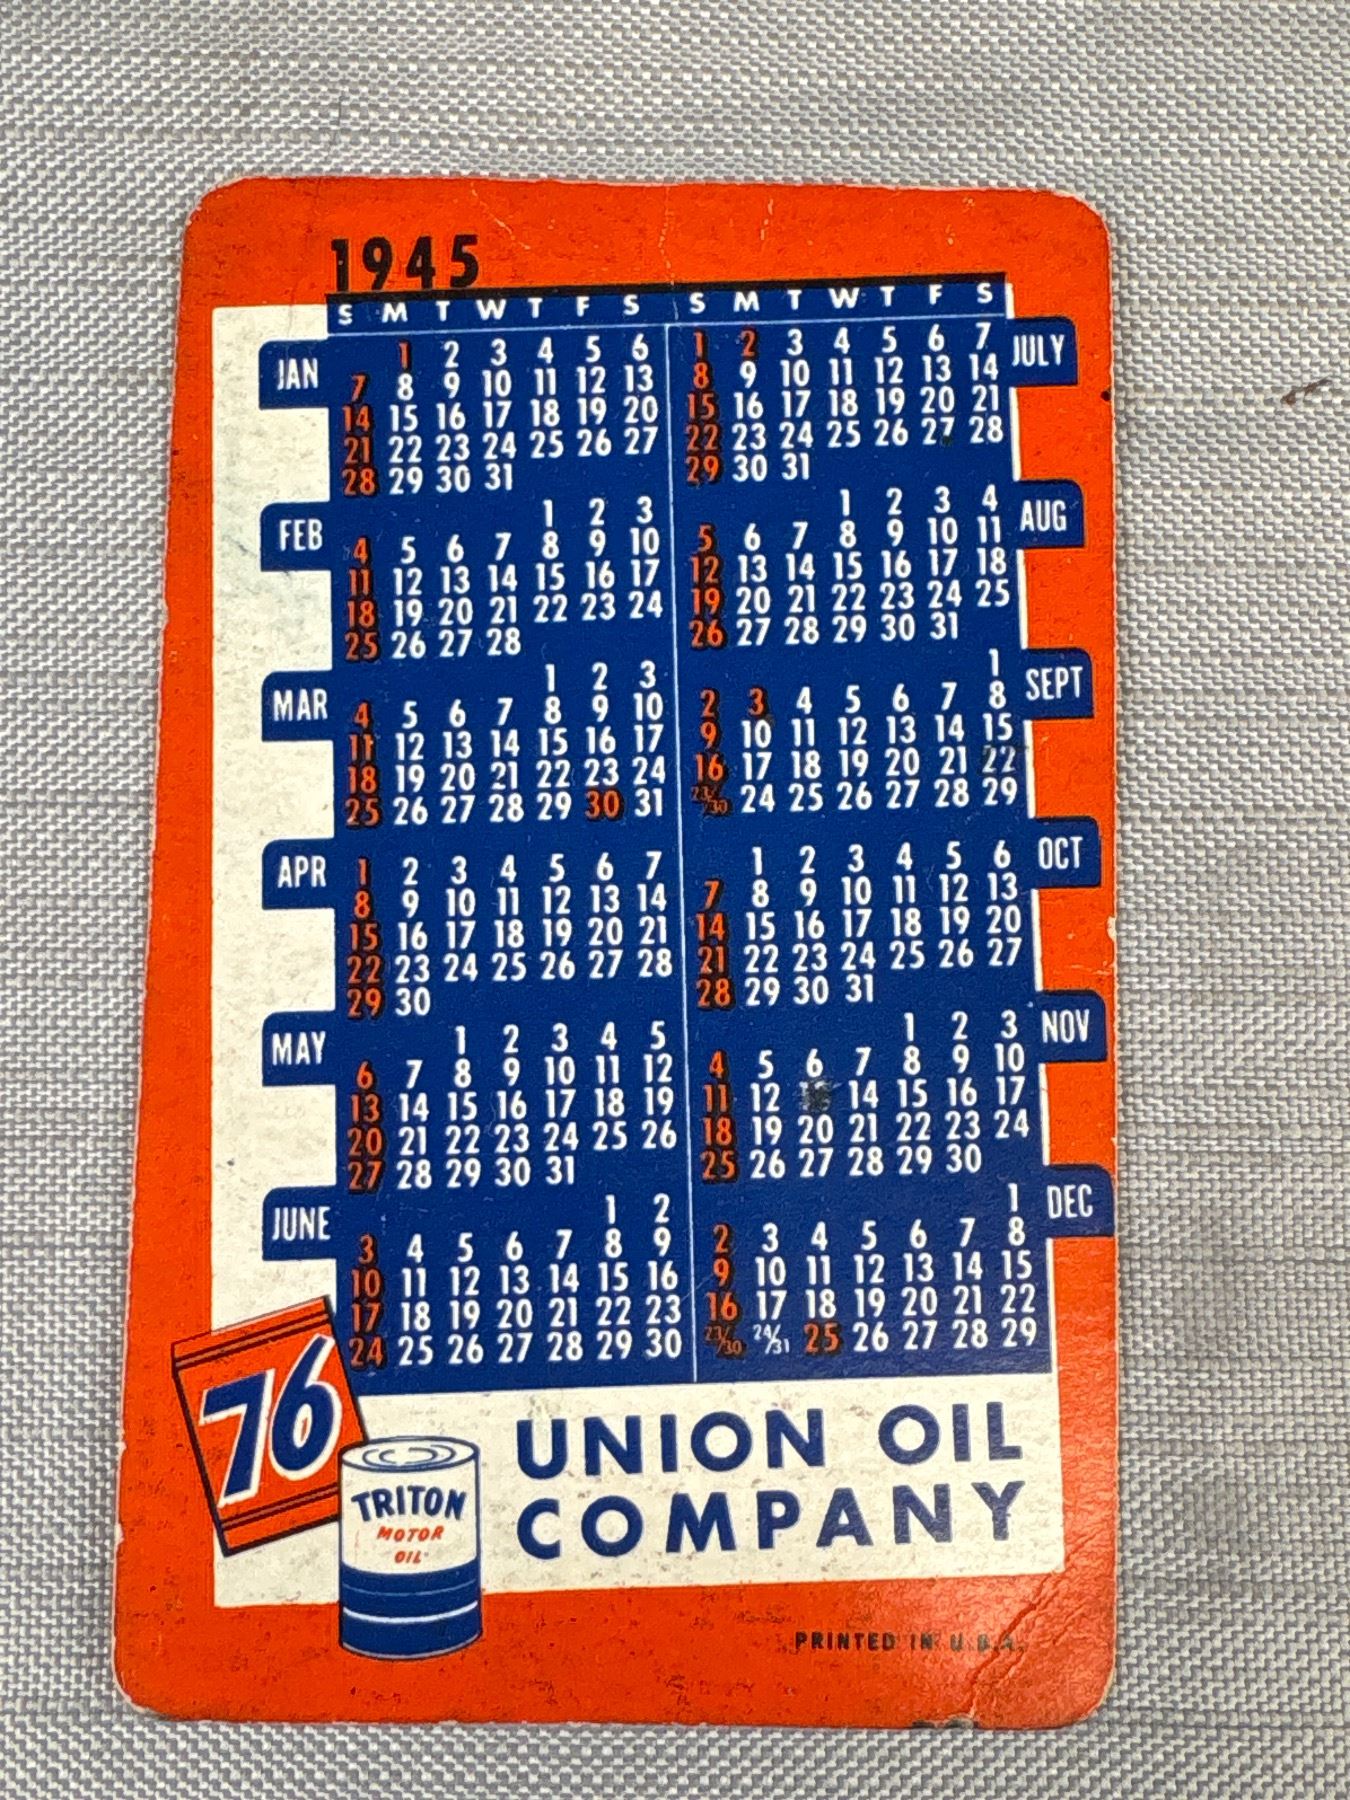 1945
S M T W T F S
JAN
1 2 3 4 5 6
7 8 9 10 11 12 13
14 15 16 17 18 19 20
21 22 23 24 25 26 27
28 29 30 31
FEB
1 2 3
4 5 6 7 8 9 10
11 12 13 14 15 16 17
18 19 20 21 22 23 24
25 26 27 28
MAR
1 2 3
4 5 6 7 8 9 10
11 12 13 14 15 16 17
18 19 20 21 22 23 24
25 26 27 28 29 30 31
APR
1 2 3 4 5 6 7
8 9 10 11 12 13 14
15 16 17 18 19 20 21
22 23 24 25 26 27 28
29 30
MAY
1 2 3 4 5
6 7 8 9 10 11 12
13 14 15 16 17 18 19
20 21 22 23 24 25 26
27 28 29 30 31
JUNE
1 2
3 4 5 6 7 8 9
10 11 12 13 14 15 16
17 18 19 20 21 22 23
24 25 26 27 28 29 30
S M T W T F S
JULY
1 2 3 4 5 6 7
8 9 10 11 12 13 14
15 16 17 18 19 20 21
22 23 24 25 26 27 28
29 30 31
AUG
1 2 3 4
5 6 7 8 9 10 11
12 13 14 15 16 17 18
19 20 21 22 23 24 25
26 27 28 29 30 31
SEPT
1
2 3 4 5 6 7 8
9 10 11 12 13 14 15
16 17 18 19 20 21 22
23/30 24 25 26 27 28 29
OCT
1 2 3 4 5 6
7 8 9 10 11 12 13
14 15 16 17 18 19 20
21 22 23 24 25 26 27
28 29 30 31
NOV
1 2 3
4 5 6 7 8 9 10
11 12 14 15 16 17
18 19 20 21 22 23 24
25 26 27 28 29 30
DEC
1
2 3 4 5 6 7 8
9 10 11 12 13 14 15
16 17 18 19 20 21 22
23/30 24/31 25 26 27 28 29
76
TRITON
MOTOR
OIL
UNION OIL
COMPANY
PRINTED IN U.S.A.